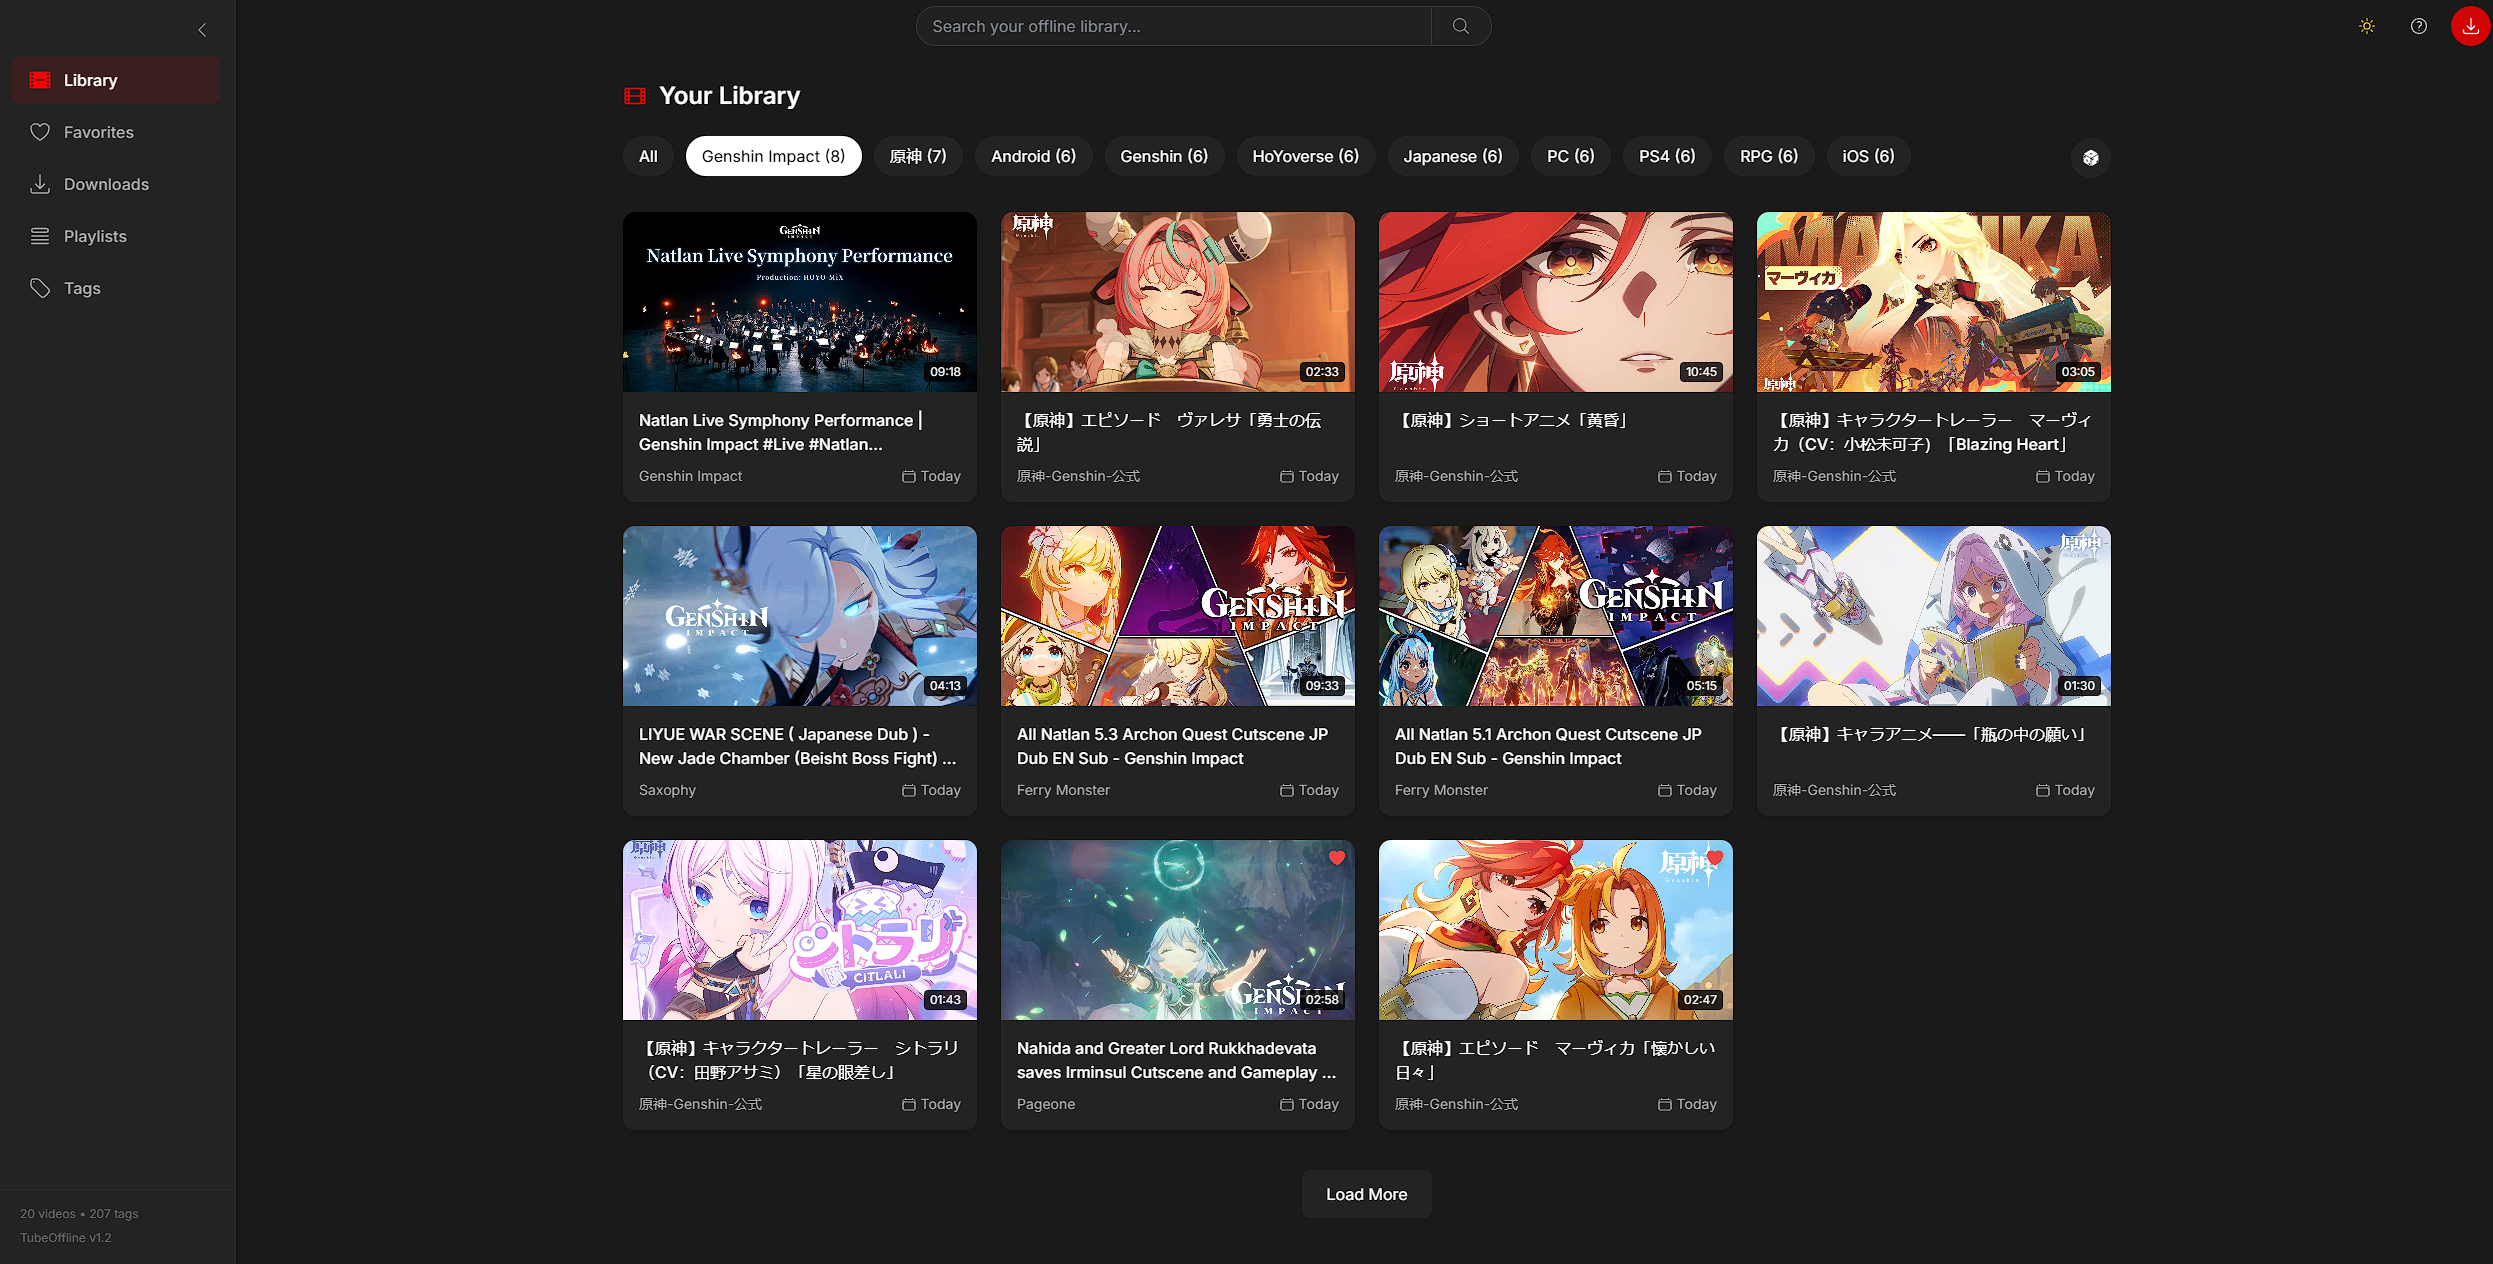 Search your offline library...
Library
Favorites
Downloads
Playlists
Tags
Your Library
All
Genshin Impact (8)
原神 (7)
Android (6)
Genshin (6)
HoYoverse (6)
Japanese (6)
PC (6)
PS4 (6)
RPG (6)
iOS (6)
GENSHIN
IMPACT
Natlan Live Symphony Performance
Production: HOYO-MiX
09:18
Natlan Live Symphony Performance |
Genshin Impact #Live #Natlan...
Genshin Impact
Today
原神
Genshin
02:33
【原神】エピソード　ヴァレサ「勇士の伝
説」
原神-Genshin-公式
Today
原神
Genshin
10:45
【原神】ショートアニメ「黄昏」
原神-Genshin-公式
Today
マーヴィカ
原神
03:05
【原神】キャラクタートレーラー　マーヴィ
カ（CV：小松未可子）「Blazing Heart」
原神-Genshin-公式
Today
GENSHIN
IMPACT
04:13
LIYUE WAR SCENE ( Japanese Dub ) -
New Jade Chamber (Beisht Boss Fight) ...
Saxophy
Today
GENSHIN
IMPACT
09:33
All Natlan 5.3 Archon Quest Cutscene JP
Dub EN Sub - Genshin Impact
Ferry Monster
Today
GENSHIN
IMPACT
05:15
All Natlan 5.1 Archon Quest Cutscene JP
Dub EN Sub - Genshin Impact
Ferry Monster
Today
原神
01:30
【原神】キャラアニメ——「瓶の中の願い」
原神-Genshin-公式
Today
原神
Genshin
シトラリ
CITLALI
01:43
【原神】キャラクタートレーラー　シトラリ
（CV：田野アサミ）「星の眼差し」
原神-Genshin-公式
Today
GENSHIN
IMPACT
02:58
Nahida and Greater Lord Rukkhadevata
saves Irminsul Cutscene and Gameplay ...
Pageone
Today
原神
Genshin
02:47
【原神】エピソード　マーヴィカ「懐かしい
日々」
原神-Genshin-公式
Today
Load More
20 videos • 207 tags
TubeOffline v1.2